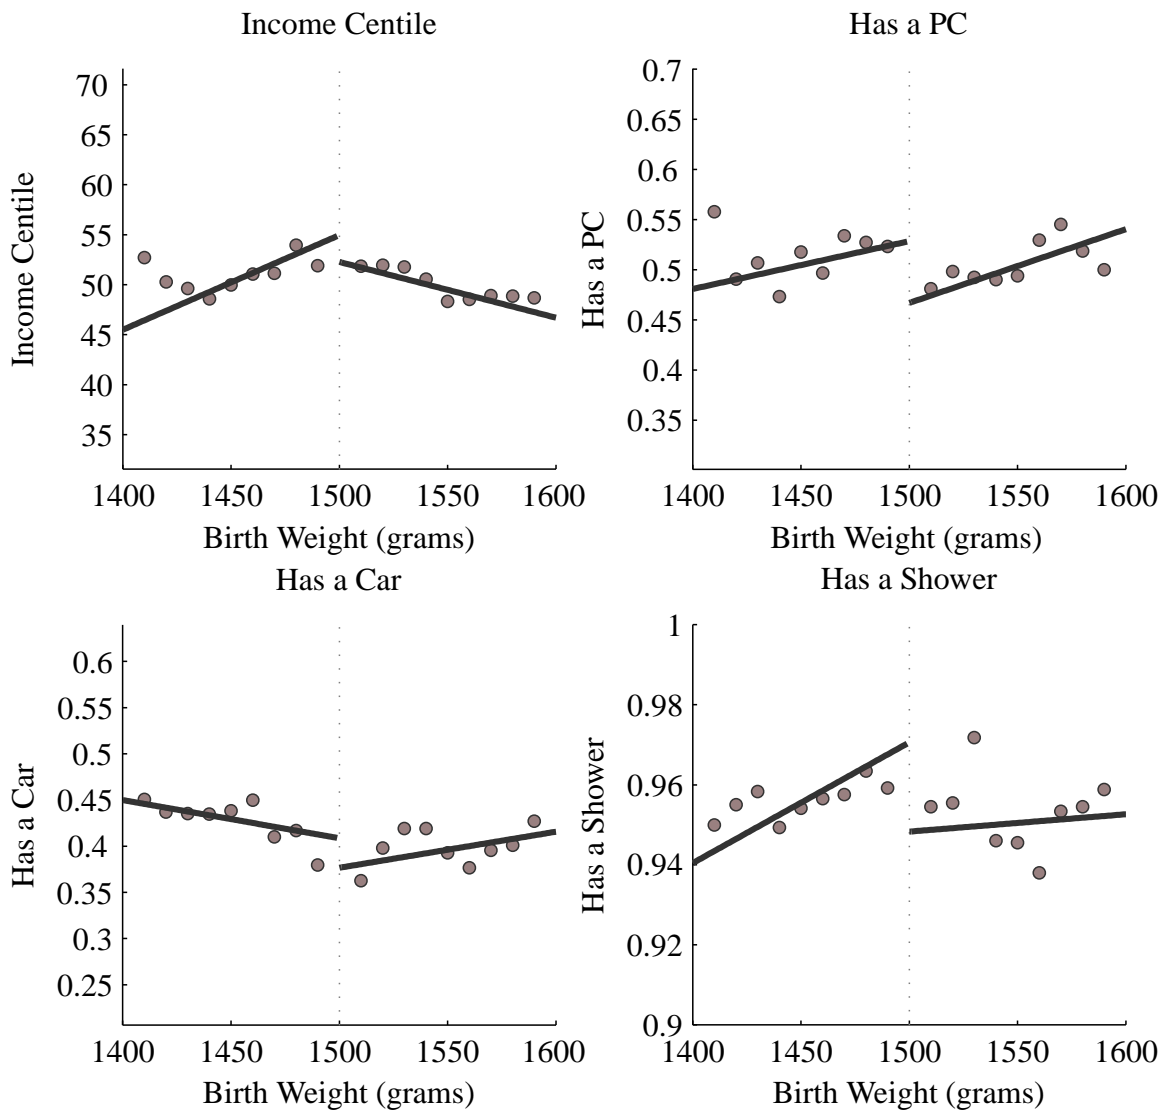 Income Centile
70
65
60
55
50
45
40
35
Income Centile
1400 1450 1500 1550 1600
Birth Weight (grams)
Has a PC
0.7
0.65
0.6
0.55
0.5
0.45
0.4
0.35
Has a PC
1400 1450 1500 1550 1600
Birth Weight (grams)
Has a Car
0.6
0.55
0.5
0.45
0.4
0.35
0.3
0.25
Has a Car
1400 1450 1500 1550 1600
Birth Weight (grams)
Has a Shower
1
0.98
0.96
0.94
0.92
0.9
Has a Shower
1400 1450 1500 1550 1600
Birth Weight (grams)